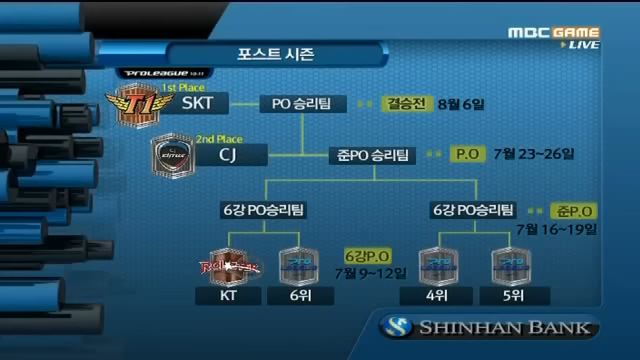 MBC GAME
LIVE
포스트 시즌
PROLEAGUE 10-11
1st Place
T1
SKT
PO 승리팀
결승전
8월 6일
2nd Place
CJ
준PO 승리팀
P.O
7월 23~26일
6강 PO승리팀
6강 PO승리팀
준P.O
7월 16~19일
6강P.O
7월 9~12일
KT
6위
4위
5위
SHINHAN BANK